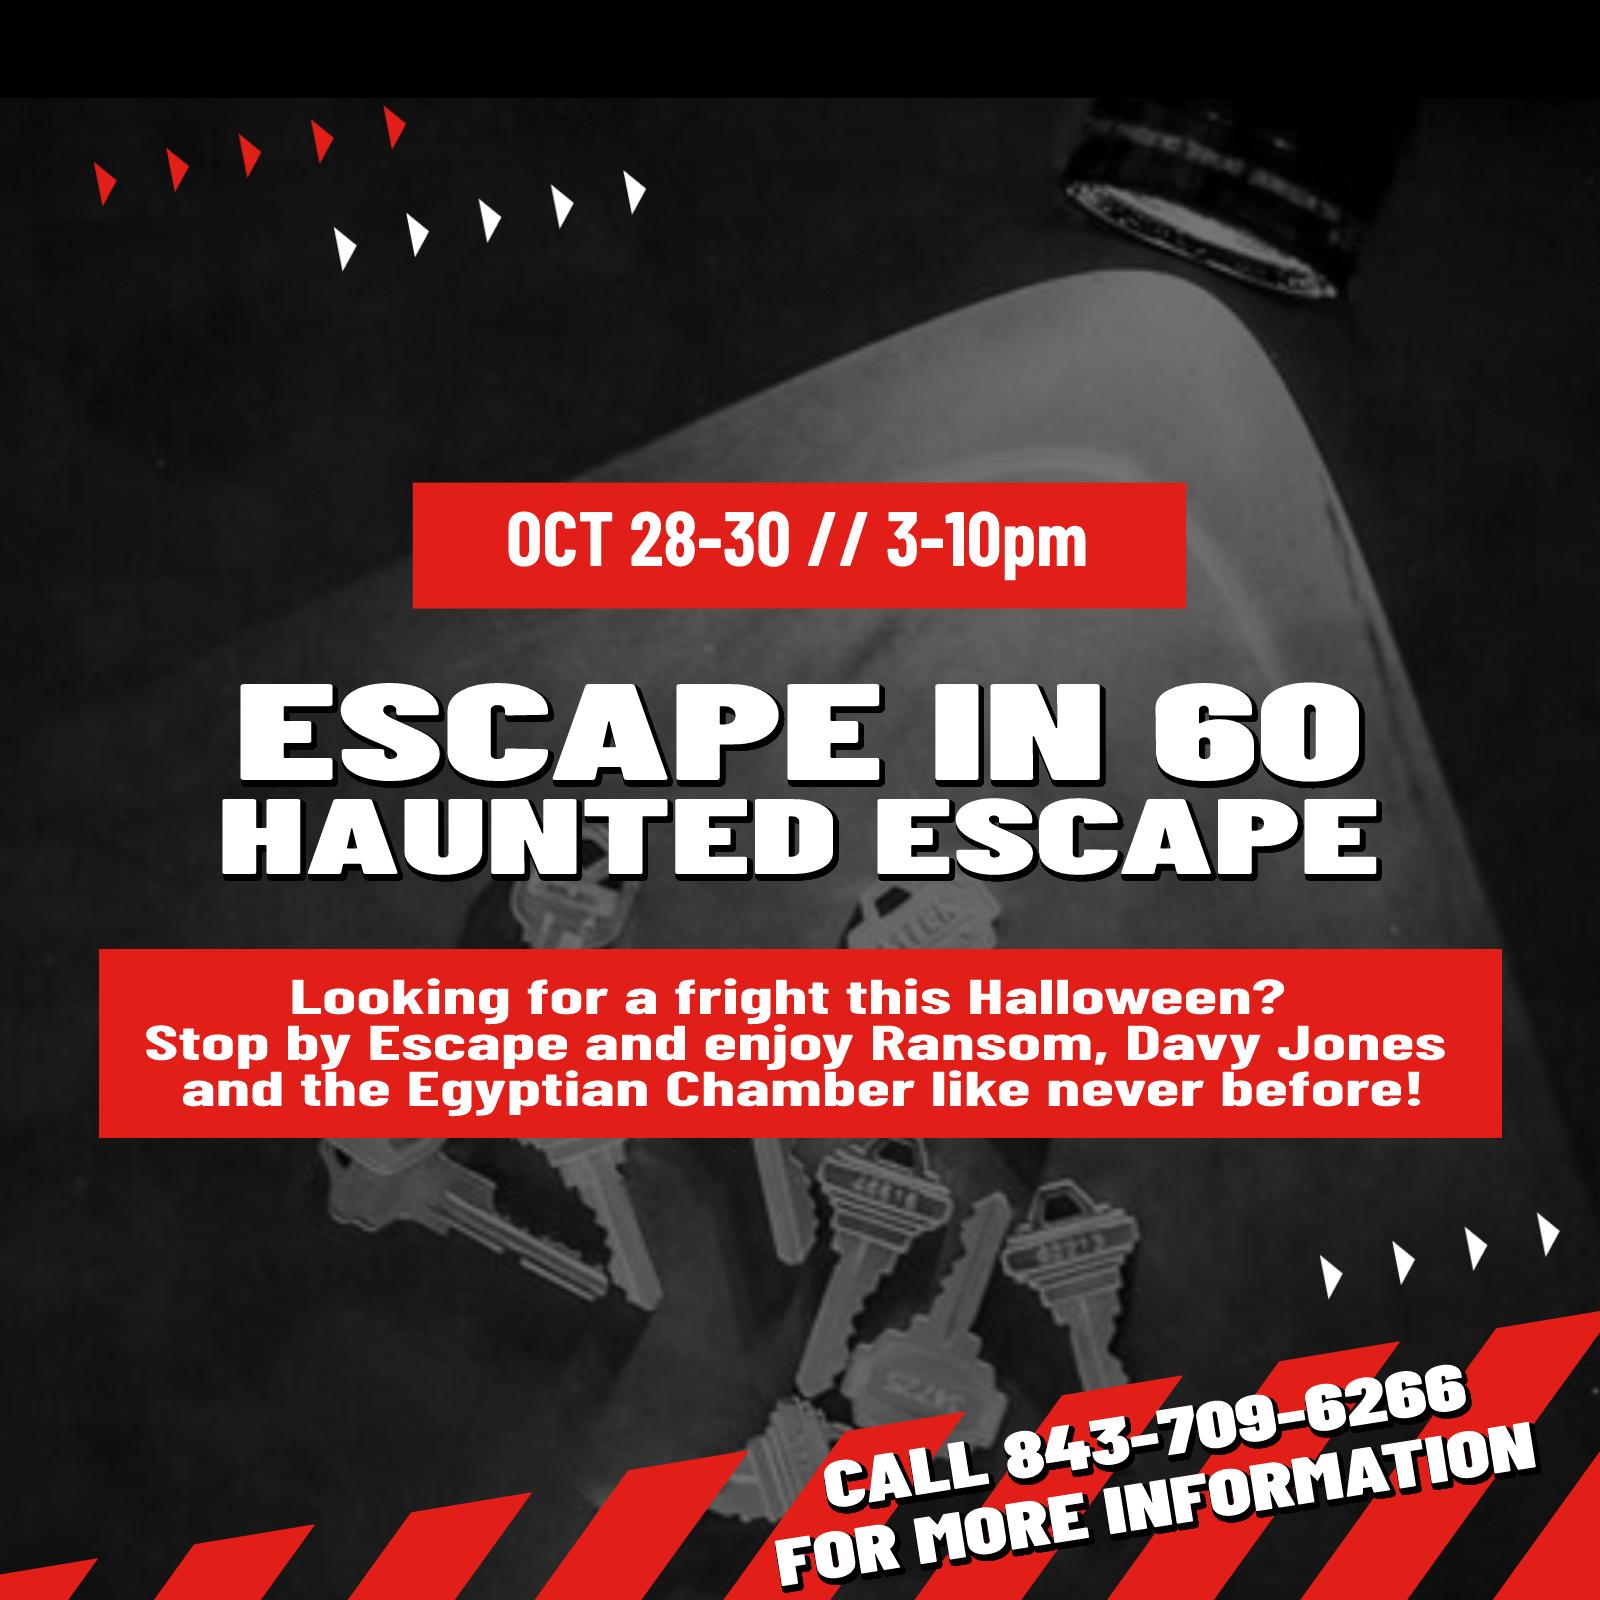 OCT 28-30 // 3-10pm
ESCAPE IN 60
HAUNTED ESCAPE
Looking for a fright this Halloween?
Stop by Escape and enjoy Ransom, Davy Jones
and the Egyptian Chamber like never before!
CALL 843-709-6266
FOR MORE INFORMATION